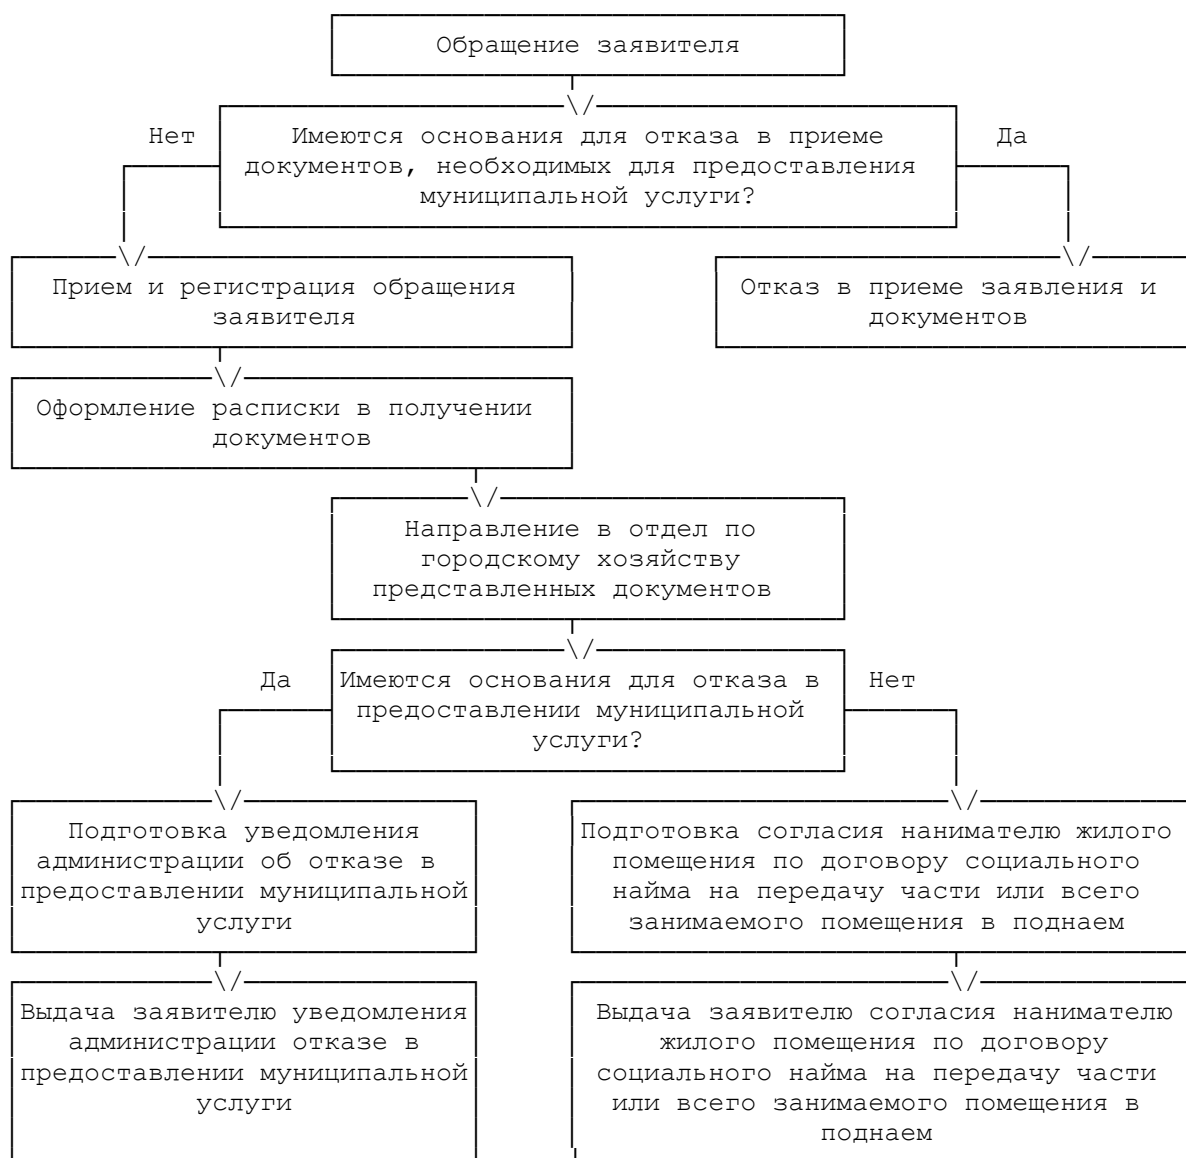 Обращение заявителя
Нет
Имеются основания для отказа в приеме
документов, необходимых для предоставления
муниципальной услуги?
Да
Прием и регистрация обращения
заявителя
Отказ в приеме заявления и
документов
Оформление расписки в получении
документов
Направление в отдел по
городскому хозяйству
представленных документов
Да
Имеются основания для отказа в
предоставлении муниципальной
услуги?
Нет
Подготовка уведомления
администрации об отказе в
предоставлении муниципальной
услуги
Подготовка согласия нанимателю жилого
помещения по договору социального
найма на передачу части или всего
занимаемого помещения в поднаем
Выдача заявителю уведомления
администрации отказе в
предоставлении муниципальной
услуги
Выдача заявителю согласия нанимателю
жилого помещения по договору
социального найма на передачу части
или всего занимаемого помещения в
поднаем